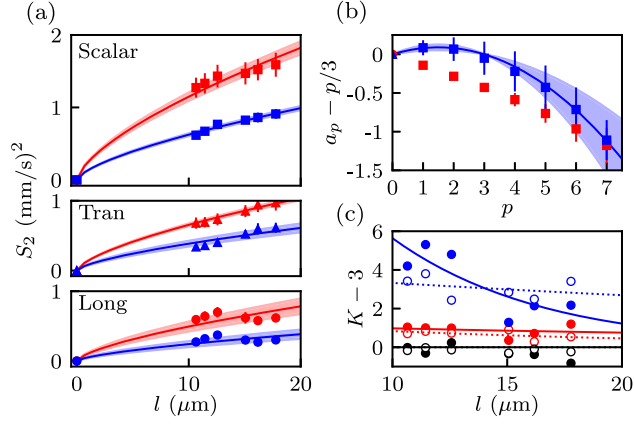 (a)
Scalar
2
1
0
Tran
1
0
Long
1
0
S₂ (mm/s)²
0
10
20
l (μm)
(b)
0
-0.5
-1
-1.5
aₚ − p/3
0 1 2 3 4 5 6 7
p
(c)
6
4
2
0
K − 3
10
15
20
l (μm)